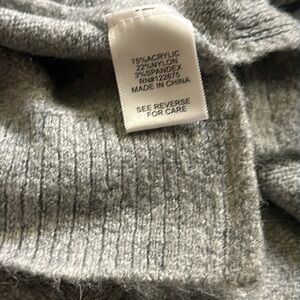 75%ACRYLIC
22%NYLON
3%SPANDEX
RN#122675
MADE IN CHINA
SEE REVERSE
FOR CARE